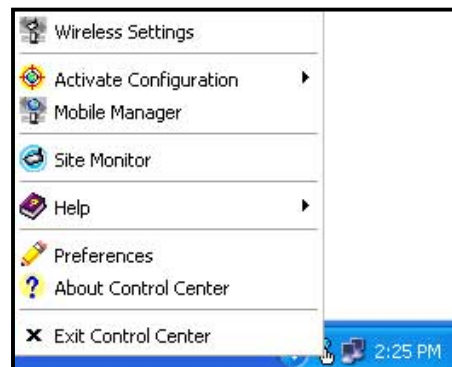 Wireless Settings
Activate Configuration
Mobile Manager
Site Monitor
Help
Preferences
About Control Center
Exit Control Center
2:25 PM